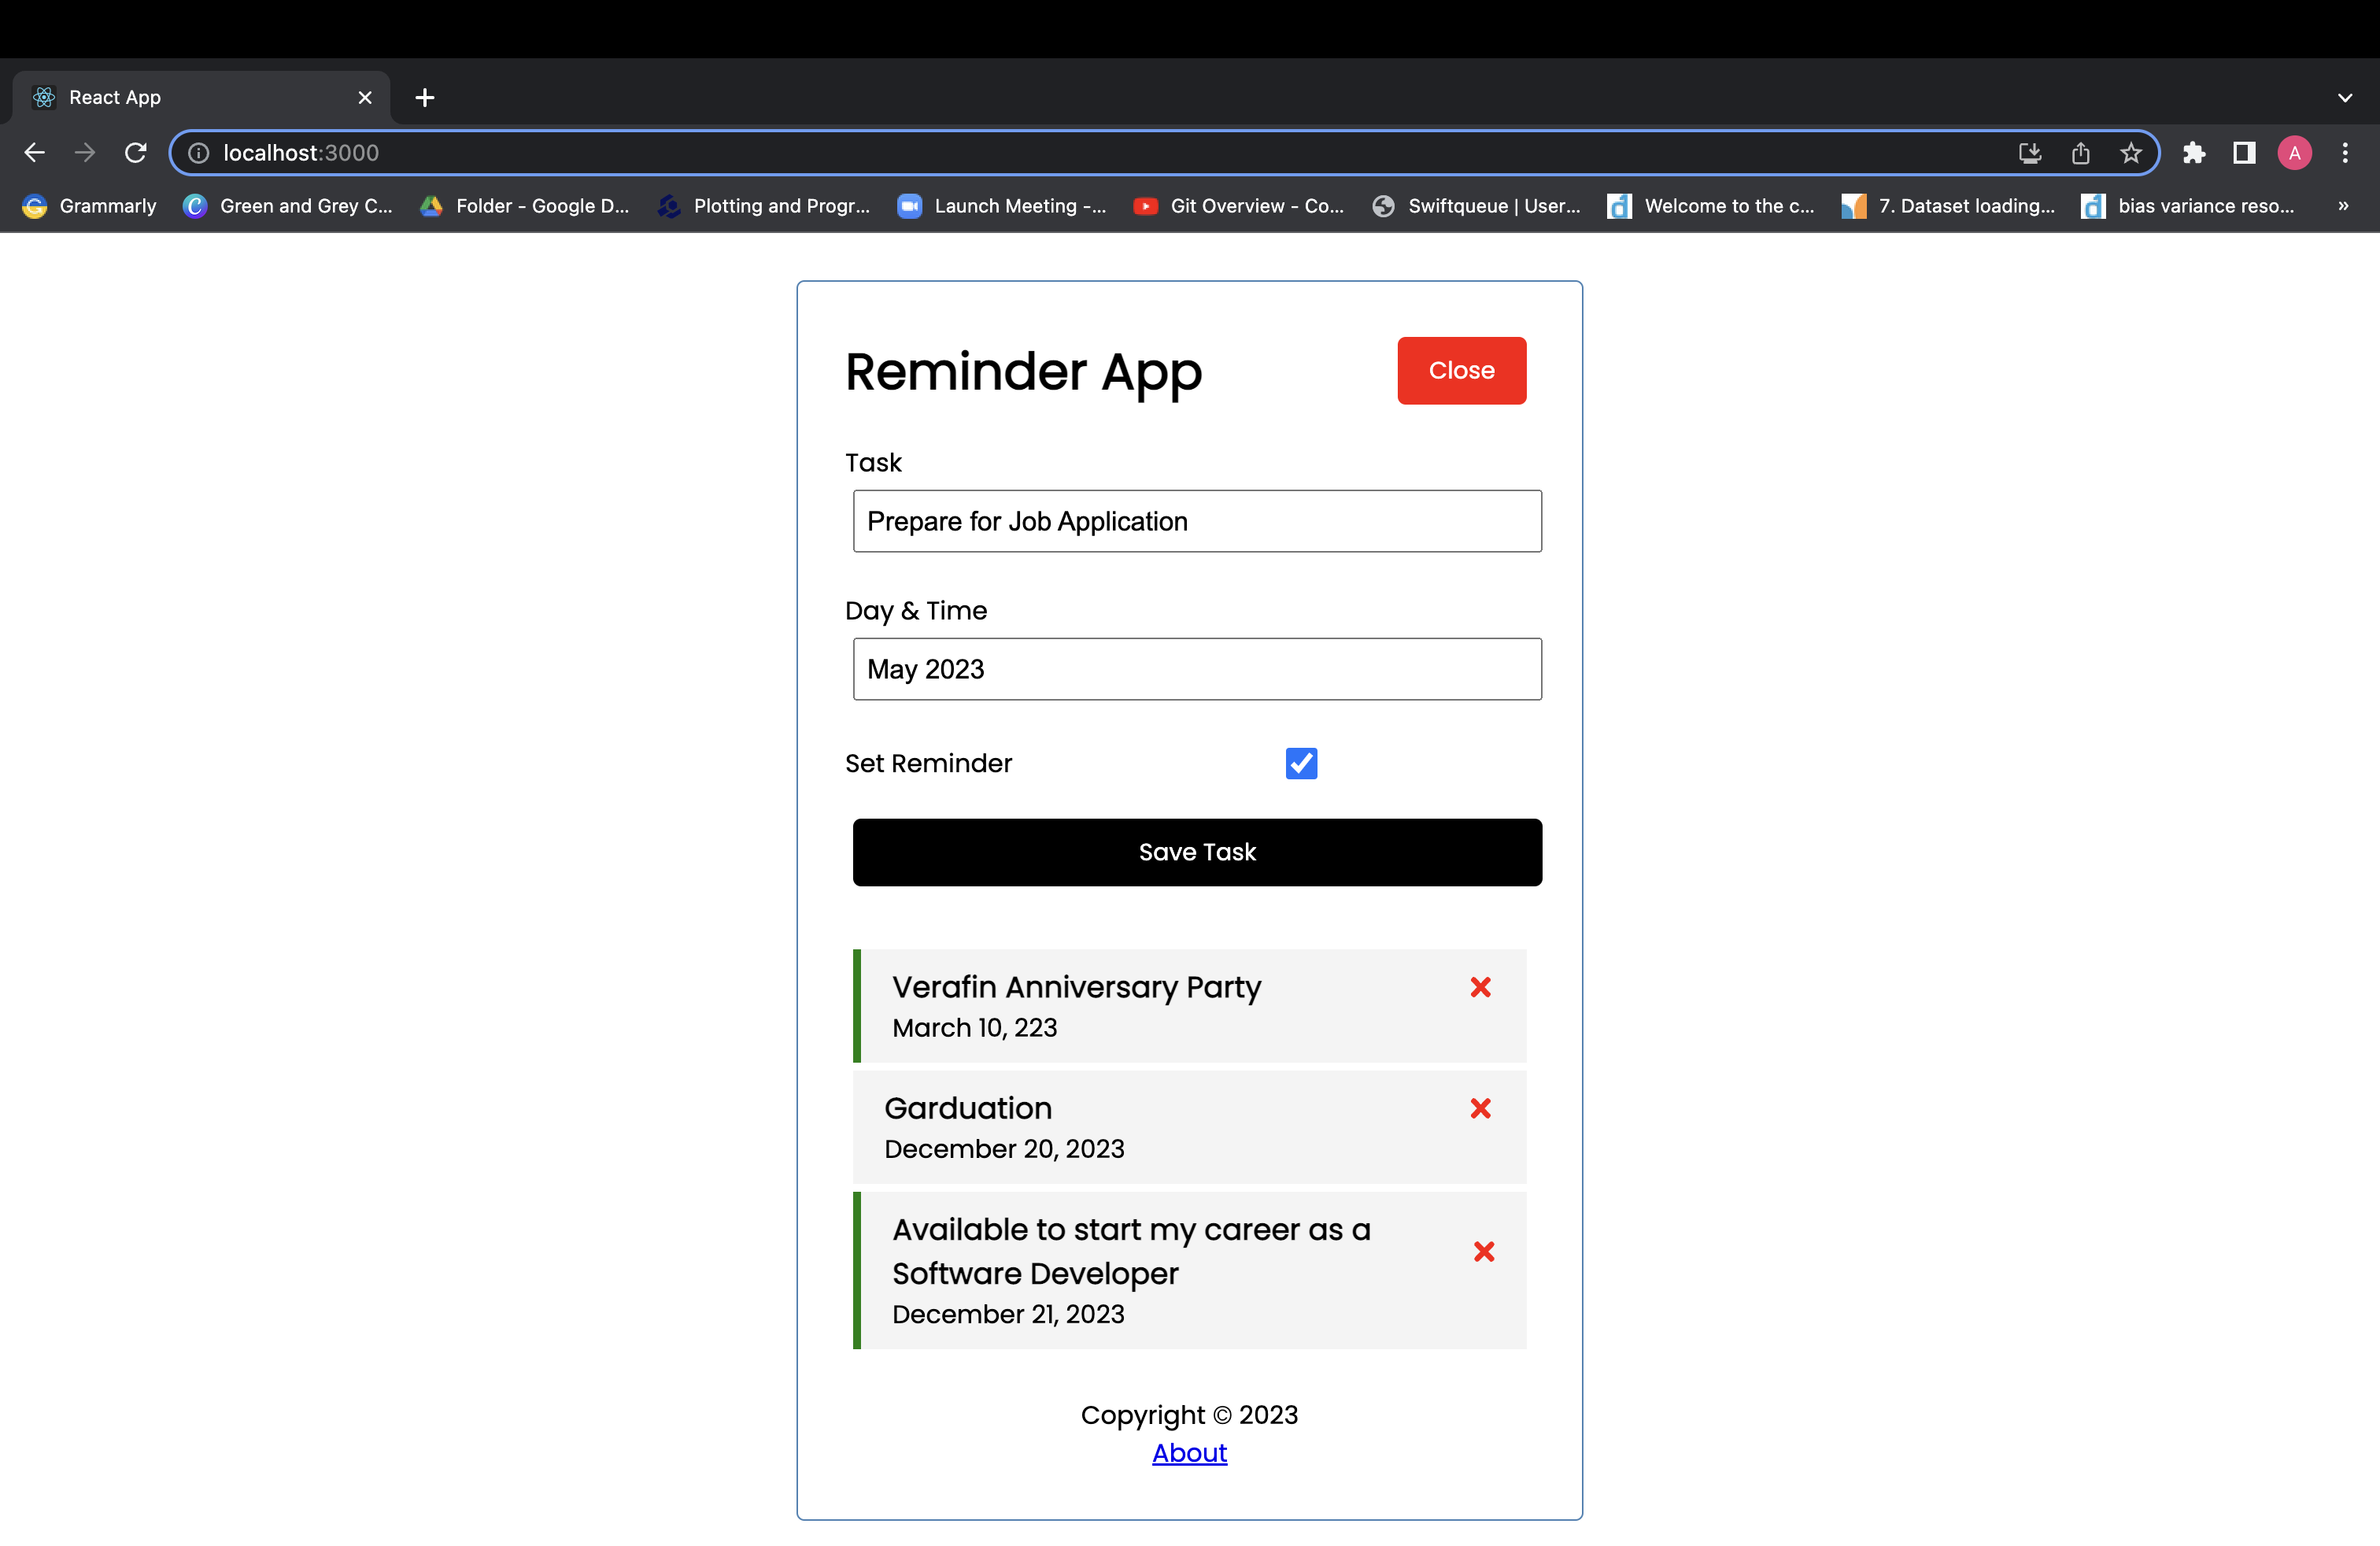 React App
localhost:3000
A
Grammarly
Green and Grey C...
Folder - Google D...
Plotting and Progr...
Launch Meeting -...
Git Overview - Co...
Swiftqueue | User...
Welcome to the c...
7. Dataset loading...
bias variance reso...
»
Reminder App
Close
Task
Prepare for Job Application
Day & Time
May 2023
Set Reminder
Save Task
Verafin Anniversary Party
March 10, 223
Garduation
December 20, 2023
Available to start my career as a
Software Developer
December 21, 2023
Copyright © 2023
About